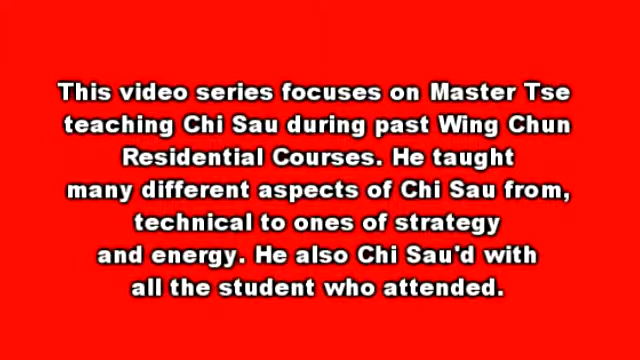 This video series focuses on Master Tse
teaching Chi Sau during past Wing Chun
Residential Courses. He taught
many different aspects of Chi Sau from,
technical to ones of strategy
and energy. He also Chi Sau'd with
all the student who attended.